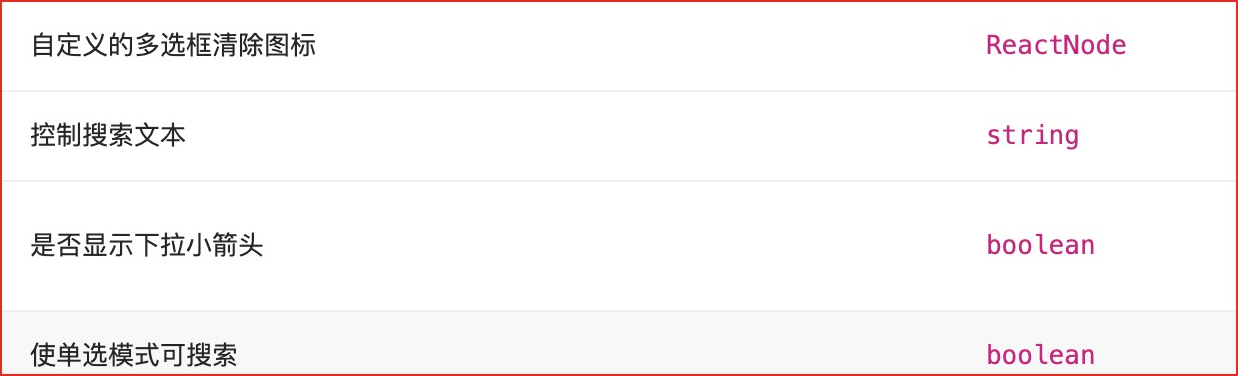 自定义的多选框清除图标 ReactNode
控制搜索文本 string
是否显示下拉小箭头 boolean
使单选模式可搜索 boolean